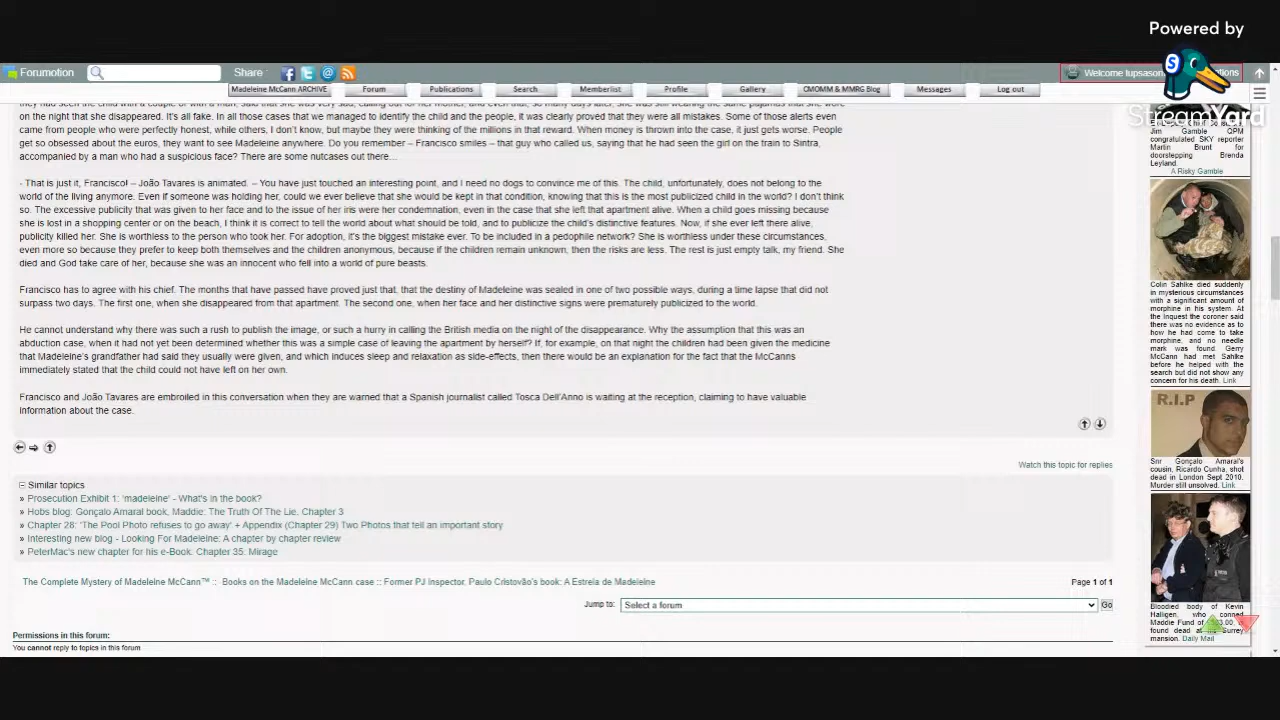 Powered by
StreamYard
Forumotion
Share
Welcome lupsason
Madeleine McCann ARCHIVE Forum Publications Search Memberlist Profile Gallery CMOMM & MMRG Blog Messages Log out
on the night that she disappeared. It's all fake. In all those cases that we managed to identify the child and the people, it was clearly proved that they were all mistakes. Some of those alerts even
came from people who were perfectly honest, while others, I don't know, but maybe they were thinking of the millions in that reward. When money is thrown into the case, it just gets worse. People
get so obsessed about the euros, they want to see Madeleine anywhere. Do you remember – Francisco smiles – that guy who called us, saying that he had seen the girl on the train to Sintra,
accompanied by a man who had a suspicious face? There are some nutcases out there...
- That is just it, Francisco! – João Tavares is animated. – You have just touched an interesting point, and I need no dogs to convince me of this. The child, unfortunately, does not belong to the
world of the living anymore. Even if someone was holding her, could we ever believe that she would be kept in that condition, knowing that this is the most publicized child in the world? I don't think
so. The excessive publicity that was given to her face and to the issue of her iris were her condemnation, even in the case that she left that apartment alive. When a child goes missing because
she is lost in a shopping center or on the beach, I think it is correct to tell the world about what should be told, and to publicize the child's distinctive features. Now, if she ever left there alive,
publicity killed her. She is worthless to the person who took her. For adoption, it's the biggest mistake ever. To be included in a pedophile network? She is worthless under these circumstances,
even more so because they prefer to keep both themselves and the children anonymous, because if the children remain unknown, then the risks are less. The rest is just empty talk, my friend. She
died and God take care of her, because she was an innocent who fell into a world of pure beasts.
Francisco has to agree with his chief. The months that have passed have proved just that, that the destiny of Madeleine was sealed in one of two possible ways, during a time lapse that did not
surpass two days. The first one, when she disappeared from that apartment. The second one, when her face and her distinctive signs were prematurely publicized to the world.
He cannot understand why there was such a rush to publish the image, or such a hurry in calling the British media on the night of the disappearance. Why the assumption that this was an
abduction case, when it had not yet been determined whether this was a simple case of leaving the apartment by herself? If, for example, on that night the children had been given the medicine
that Madeleine's grandfather had said they usually were given, and which induces sleep and relaxation as side-effects, then there would be an explanation for the fact that the McCanns
immediately stated that the child could not have left on her own.
Francisco and João Tavares are embroiled in this conversation when they are warned that a Spanish journalist called Tosca Dell'Anno is waiting at the reception, claiming to have valuable
information about the case.
Watch this topic for replies
Similar topics
» Prosecution Exhibit 1: 'madeleine' - What's in the book?
» Hobs blog: Gonçalo Amaral book, Maddie: The Truth Of The Lie. Chapter 3
» Chapter 28: 'The Pool Photo refuses to go away' + Appendix (Chapter 29) Two Photos that tell an important story
» Interesting new blog - Looking For Madeleine: A chapter by chapter review
» PeterMac's new chapter for his e-Book: Chapter 35: Mirage
The Complete Mystery of Madeleine McCann™ :: Books on the Madeleine McCann case :: Former PJ Inspector, Paulo Cristovão's book: A Estrela de Madeleine
Page 1 of 1
Jump to: Select a forum Go
Permissions in this forum:
You cannot reply to topics in this forum
Jim Gamble QPM
congratulated SKY reporter
Martin Brunt for
doorstepping Brenda
Leyland.
A Risky Gamble
Colin Sahlke died suddenly
in mysterious circumstances
with a significant amount of
morphine in his system. At
the Inquest the coroner said
there was no evidence as to
how he had come to take
morphine, and no needle
mark was found. Gerry
McCann had met Sahlke
before he helped with the
search but did not show any
concern for his death. Link
R.I.P
Snr Gonçalo Amaral's
cousin, Ricardo Cunha, shot
dead in London Sept 2010.
Murder still unsolved. Link
Bloodied body of Kevin
Halligen, who conned
Maddie Fund of
found dead at Surrey
mansion. Daily Mail